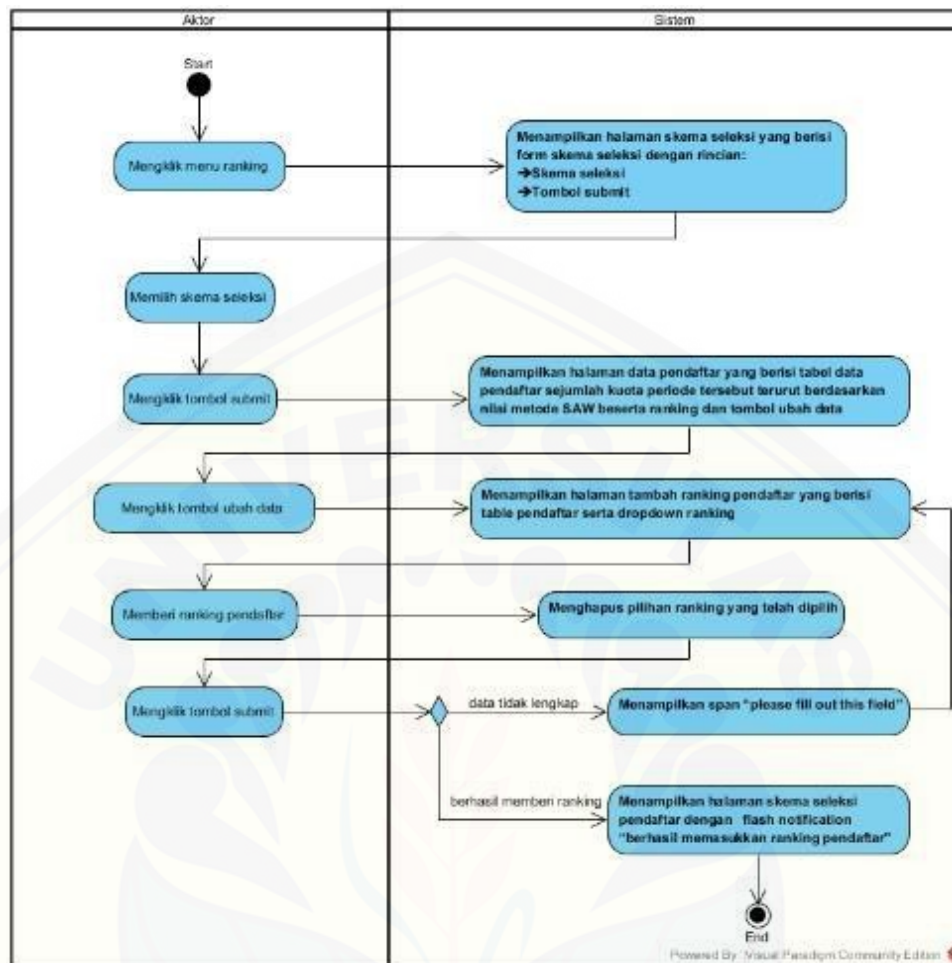 Aktor
Sistem
Start
Mengklik menu ranking
Menampilkan halaman skema seleksi yang berisi
form skema seleksi dengan rincian:
➔Skema seleksi
➔Tombol submit
Memilih skema seleksi
Mengklik tombol submit
Menampilkan halaman data pendaftar yang berisi tabel data
pendaftar sejumlah kuota periode tersebut terurut berdasarkan
nilai metode SAW beserta ranking dan tombol ubah data
Mengklik tombol ubah data
Menampilkan halaman tambah ranking pendaftar yang berisi
table pendaftar serta dropdown ranking
Memberi ranking pendaftar
Menghapus pilihan ranking yang telah dipilih
Mengklik tombol submit
data tidak lengkap
Menampilkan span "please fill out this field"
berhasil memberi ranking
Menampilkan halaman skema seleksi
pendaftar dengan flash notification
"berhasil memasukkan ranking pendaftar"
End
Powered By Visual Paradigm Community Edition
UNIVERSITAS